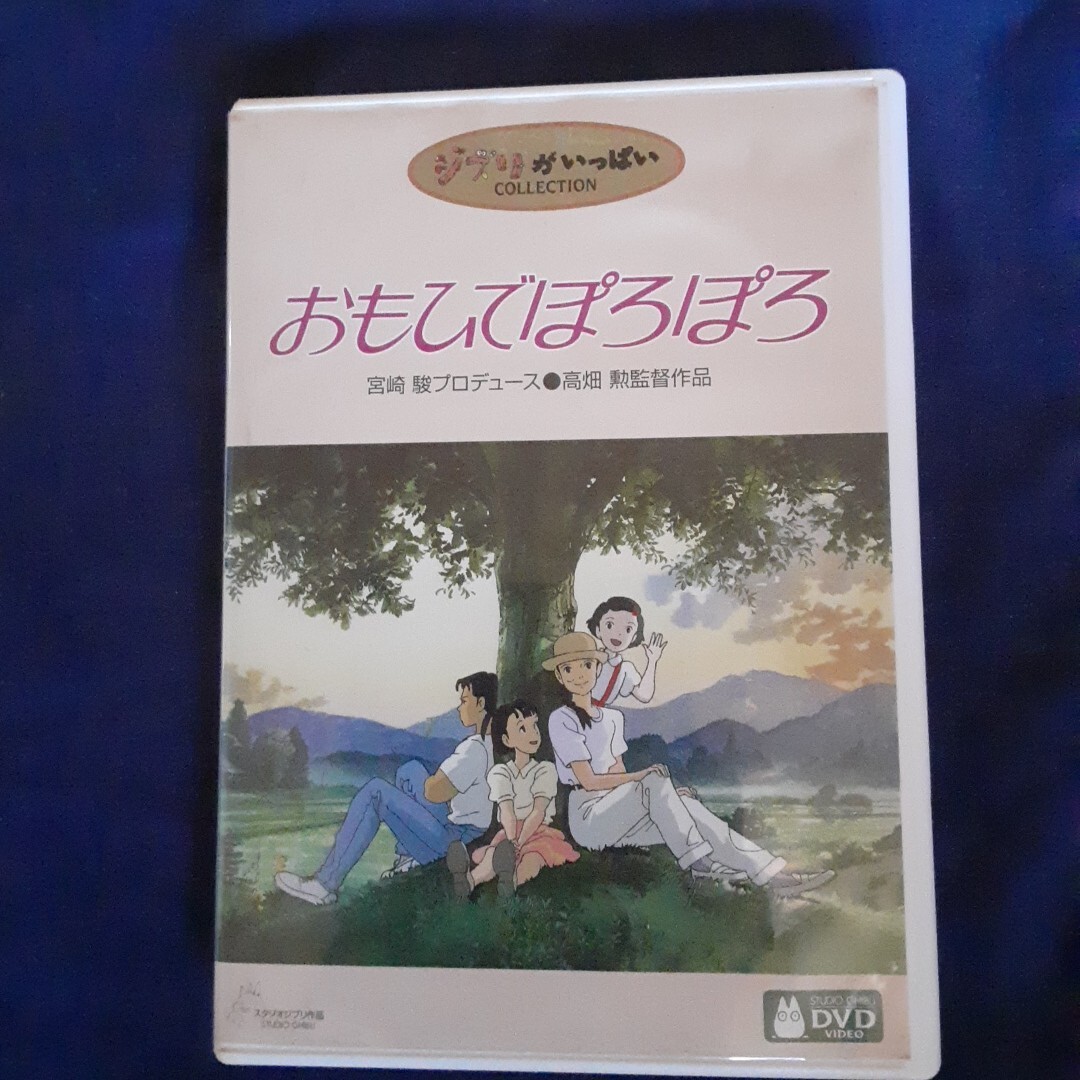 ジブリがいっぱい
COLLECTION
おもひでぽろぽろ
宮崎 駿プロデュース●高畑 勲監督作品
スタジオジブリ作品
STUDIO GHIBLI
STUDIO GHIBLI
DVD
VIDEO